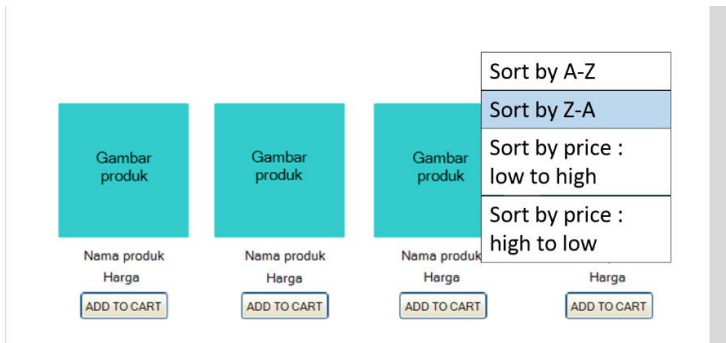 Sort by A-Z
Sort by Z-A
Sort by price :
low to high
Sort by price :
high to low
Gambar
produk
Gambar
produk
Gambar
produk
Nama produk
Nama produk
Nama produk
Harga
Harga
Harga
Harga
ADD TO CART
ADD TO CART
ADD TO CART
ADD TO CART